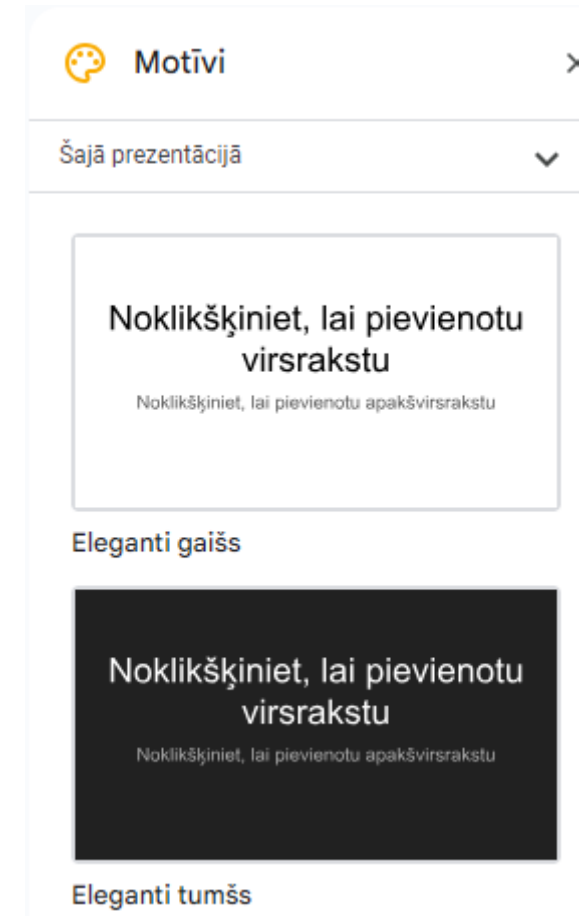 Motīvi
Šajā prezentācijā
Noklikšķiniet, lai pievienotu
virsrakstu
Noklikšķiniet, lai pievienotu apakšvirsrakstu
Eleganti gaišs
Noklikšķiniet, lai pievienotu
virsrakstu
Noklikšķiniet, lai pievienotu apakšvirsrakstu
Eleganti tumšs